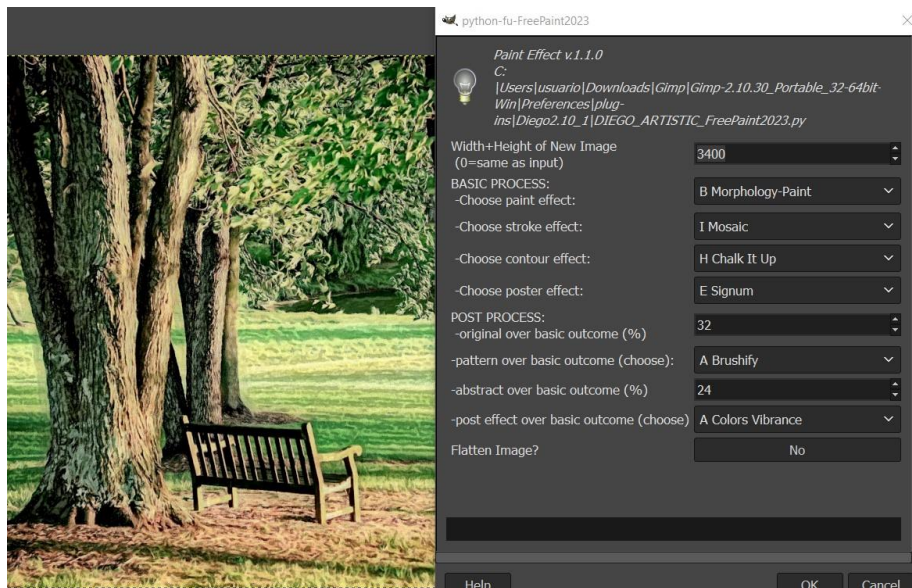 python-fu-FreePaint2023
Paint Effect v.1.1.0
C:
|Users|usuario|Downloads|Gimp|Gimp-2.10.30_Portable_32-64bit-
Win|Preferences|plug-
ins|Diego2.10_1|DIEGO_ARTISTIC_FreePaint2023.py
Width+Height of New Image
(0=same as input)
3400
BASIC PROCESS:
-Choose paint effect:
B Morphology-Paint
-Choose stroke effect:
I Mosaic
-Choose contour effect:
H Chalk It Up
-Choose poster effect:
E Signum
POST PROCESS:
-original over basic outcome (%)
32
-pattern over basic outcome (choose):
A Brushify
-abstract over basic outcome (%)
24
-post effect over basic outcome (choose)
A Colors Vibrance
Flatten Image?
No
Help
OK
Cancel